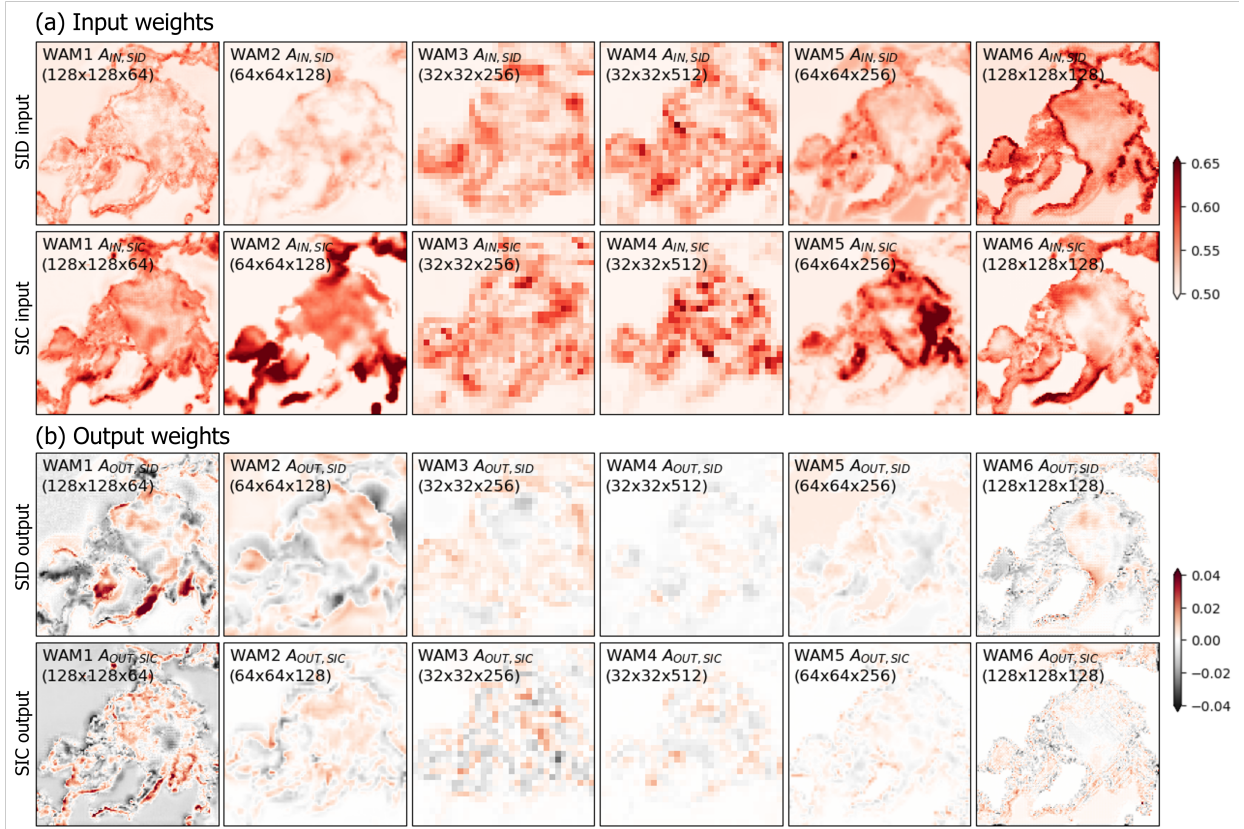 (a) Input weights
SID input
WAM1 A_IN,SID
(128x128x64)
WAM2 A_IN,SID
(64x64x128)
WAM3 A_IN,SID
(32x32x256)
WAM4 A_IN,SID
(32x32x512)
WAM5 A_IN,SID
(64x64x256)
WAM6 A_IN,SID
(128x128x128)
SIC input
WAM1 A_IN,SIC
(128x128x64)
WAM2 A_IN,SIC
(64x64x128)
WAM3 A_IN,SIC
(32x32x256)
WAM4 A_IN,SIC
(32x32x512)
WAM5 A_IN,SIC
(64x64x256)
WAM6 A_IN,SIC
(128x128x128)
0.65
0.60
0.55
0.50
(b) Output weights
SID output
WAM1 A_OUT,SID
(128x128x64)
WAM2 A_OUT,SID
(64x64x128)
WAM3 A_OUT,SID
(32x32x256)
WAM4 A_OUT,SID
(32x32x512)
WAM5 A_OUT,SID
(64x64x256)
WAM6 A_OUT,SID
(128x128x128)
SIC output
WAM1 A_OUT,SIC
(128x128x64)
WAM2 A_OUT,SIC
(64x64x128)
WAM3 A_OUT,SIC
(32x32x256)
WAM4 A_OUT,SIC
(32x32x512)
WAM5 A_OUT,SIC
(64x64x256)
WAM6 A_OUT,SIC
(128x128x128)
0.04
0.02
0.00
−0.02
−0.04